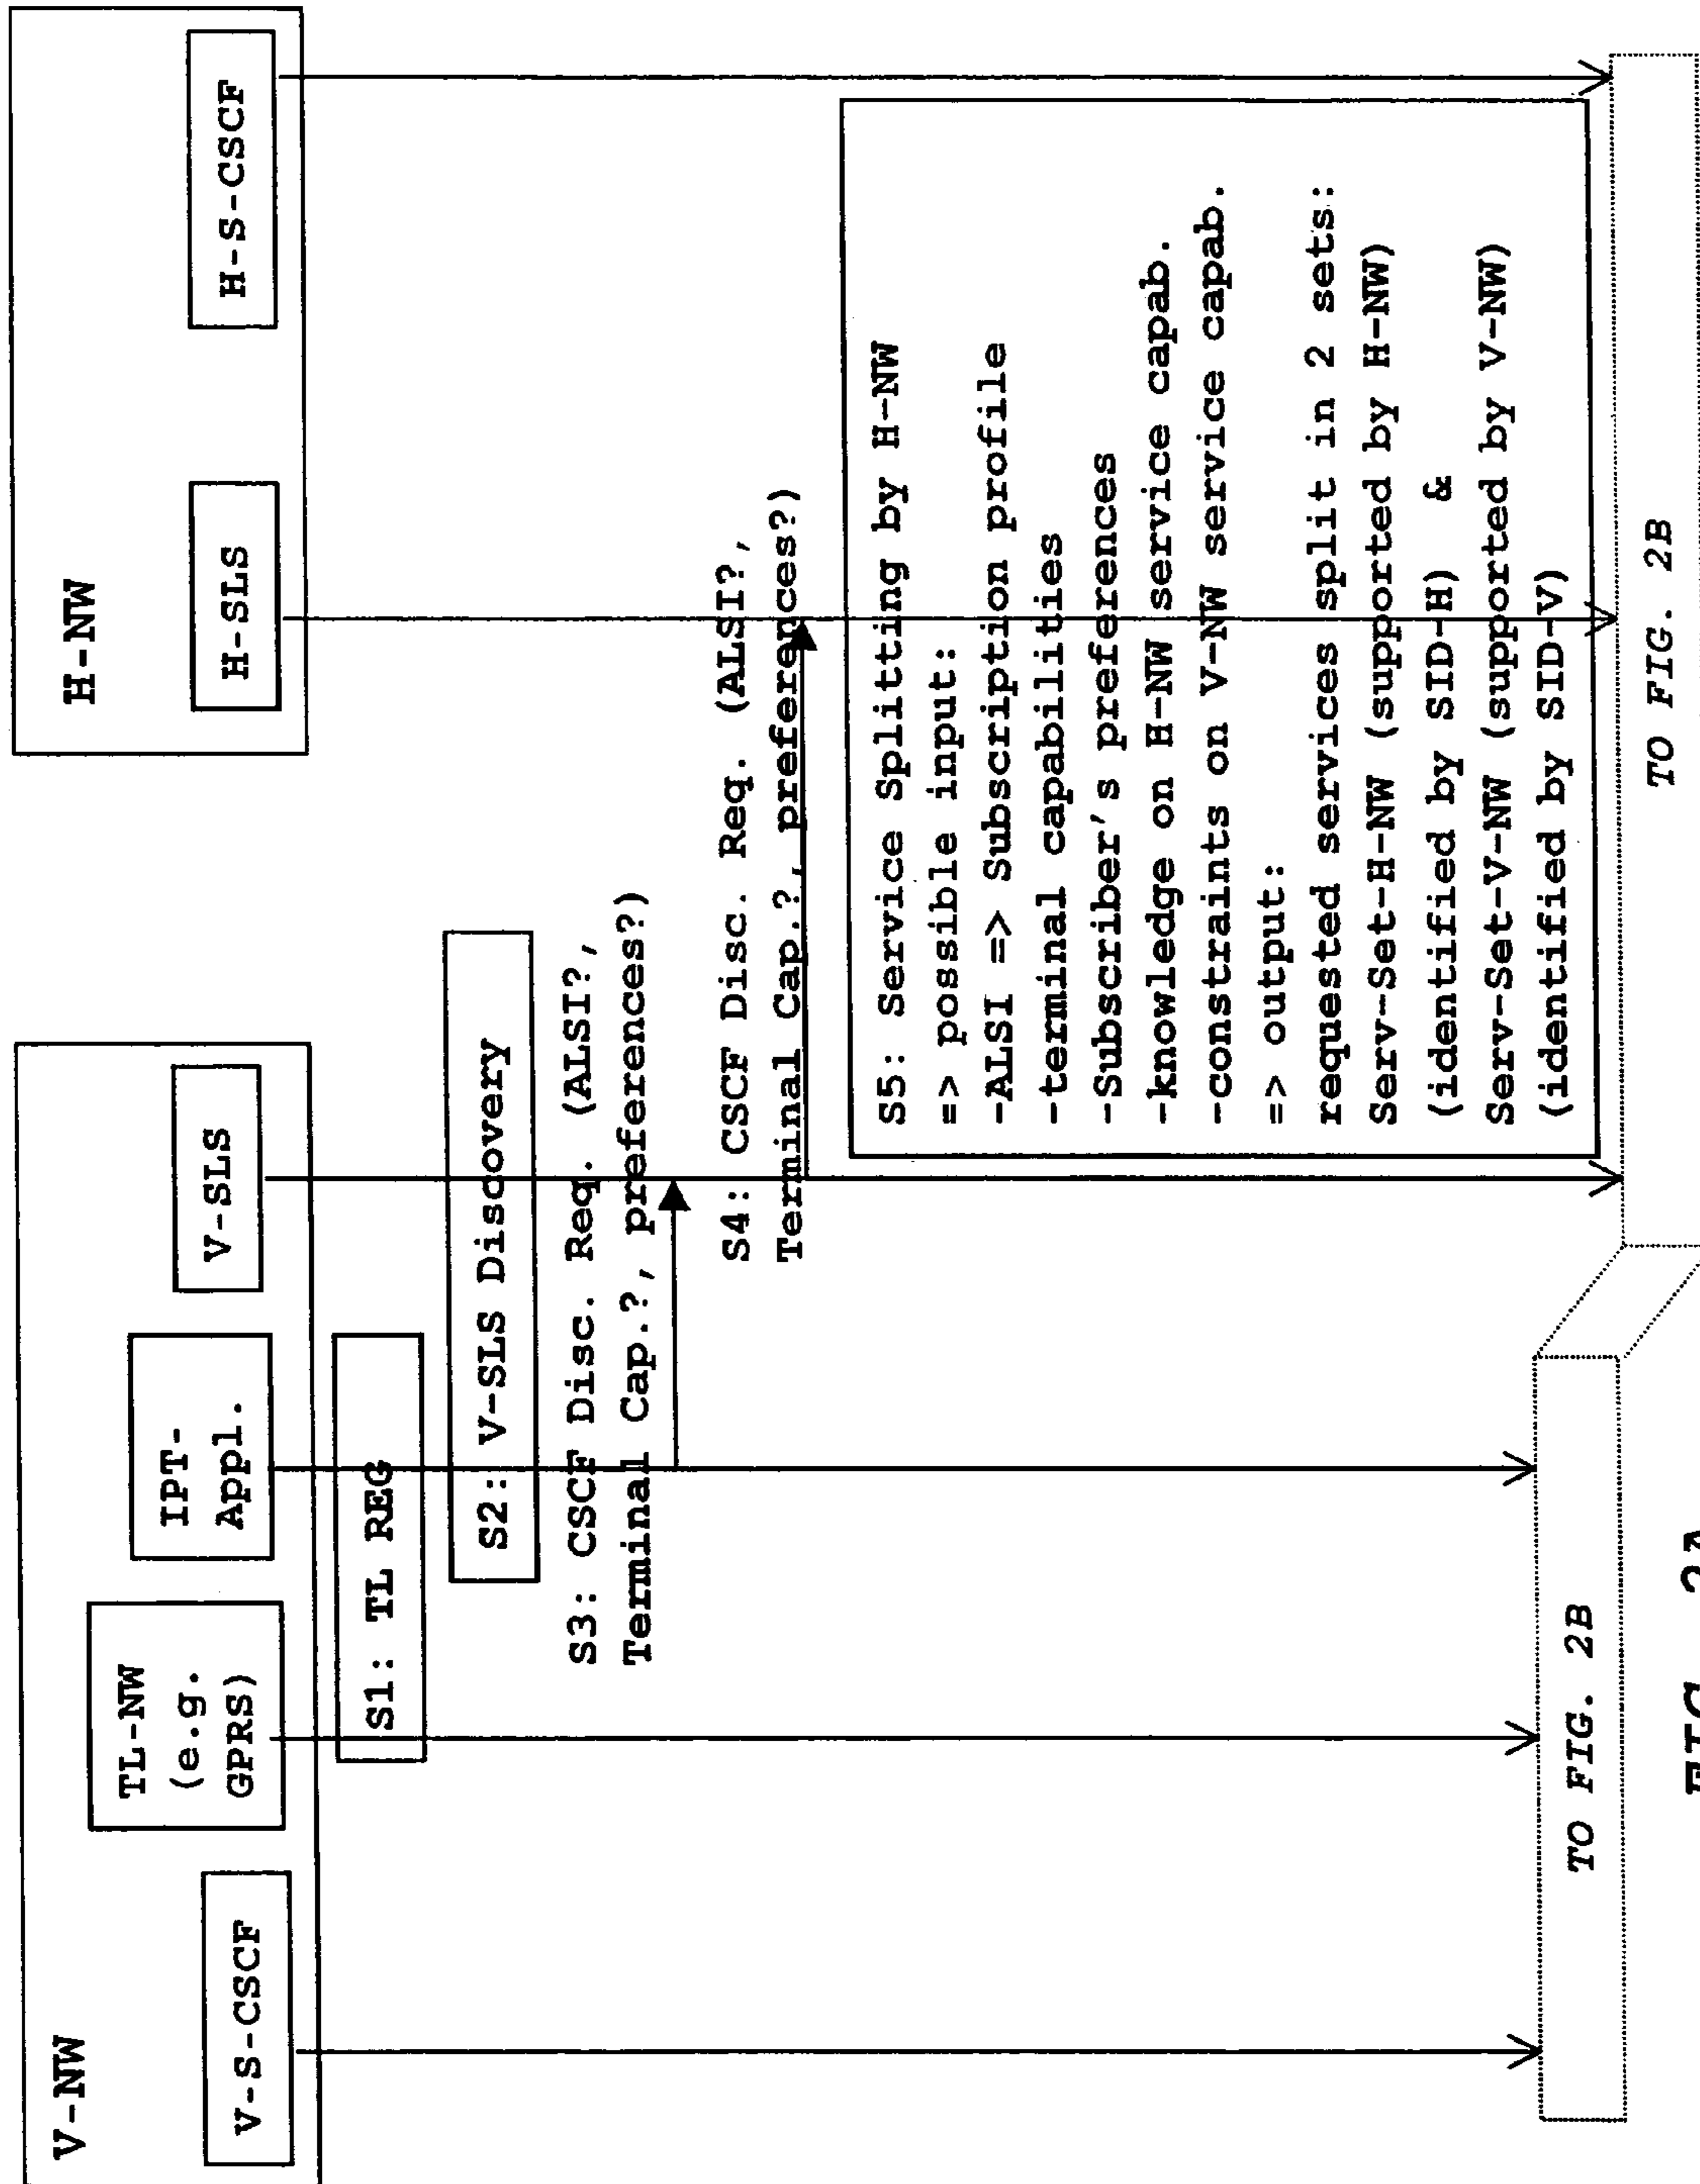 V-NW
V-S-CSCF
TL-NW
(e.g.
GPRS)
IPT-
Appl.
V-SLS
H-NW
H-SLS
H-S-CSCF
S1: TL REG
S2: V-SLS Discovery
S3: CSCF Disc. Req. (ALSI?,
Terminal Cap.?, preferences?)
S4: CSCF Disc. Req. (ALSI?,
Terminal Cap.?, preferences?)
S5: Service Splitting by H-NW
=> possible input:
-ALSI => Subscription profile
-terminal capabilities
-Subscriber's preferences
-knowledge on H-NW service capab.
-constraints on V-NW service capab.
=> output:
requested services split in 2 sets:
Serv-Set-H-NW (supported by H-NW)
(identified by SID-H) &
Serv-Set-V-NW (supported by V-NW)
(identified by SID-V)
TO FIG. 2B
TO FIG. 2B
FIG. 2A